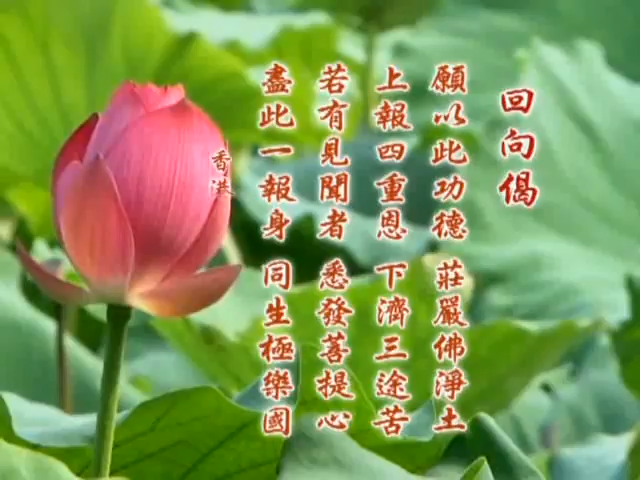 回向偈
願以此功德 莊嚴佛淨土
上報四重恩 下濟三途苦
若有見聞者 悉發菩提心
盡此一報身 同生極樂國
香港